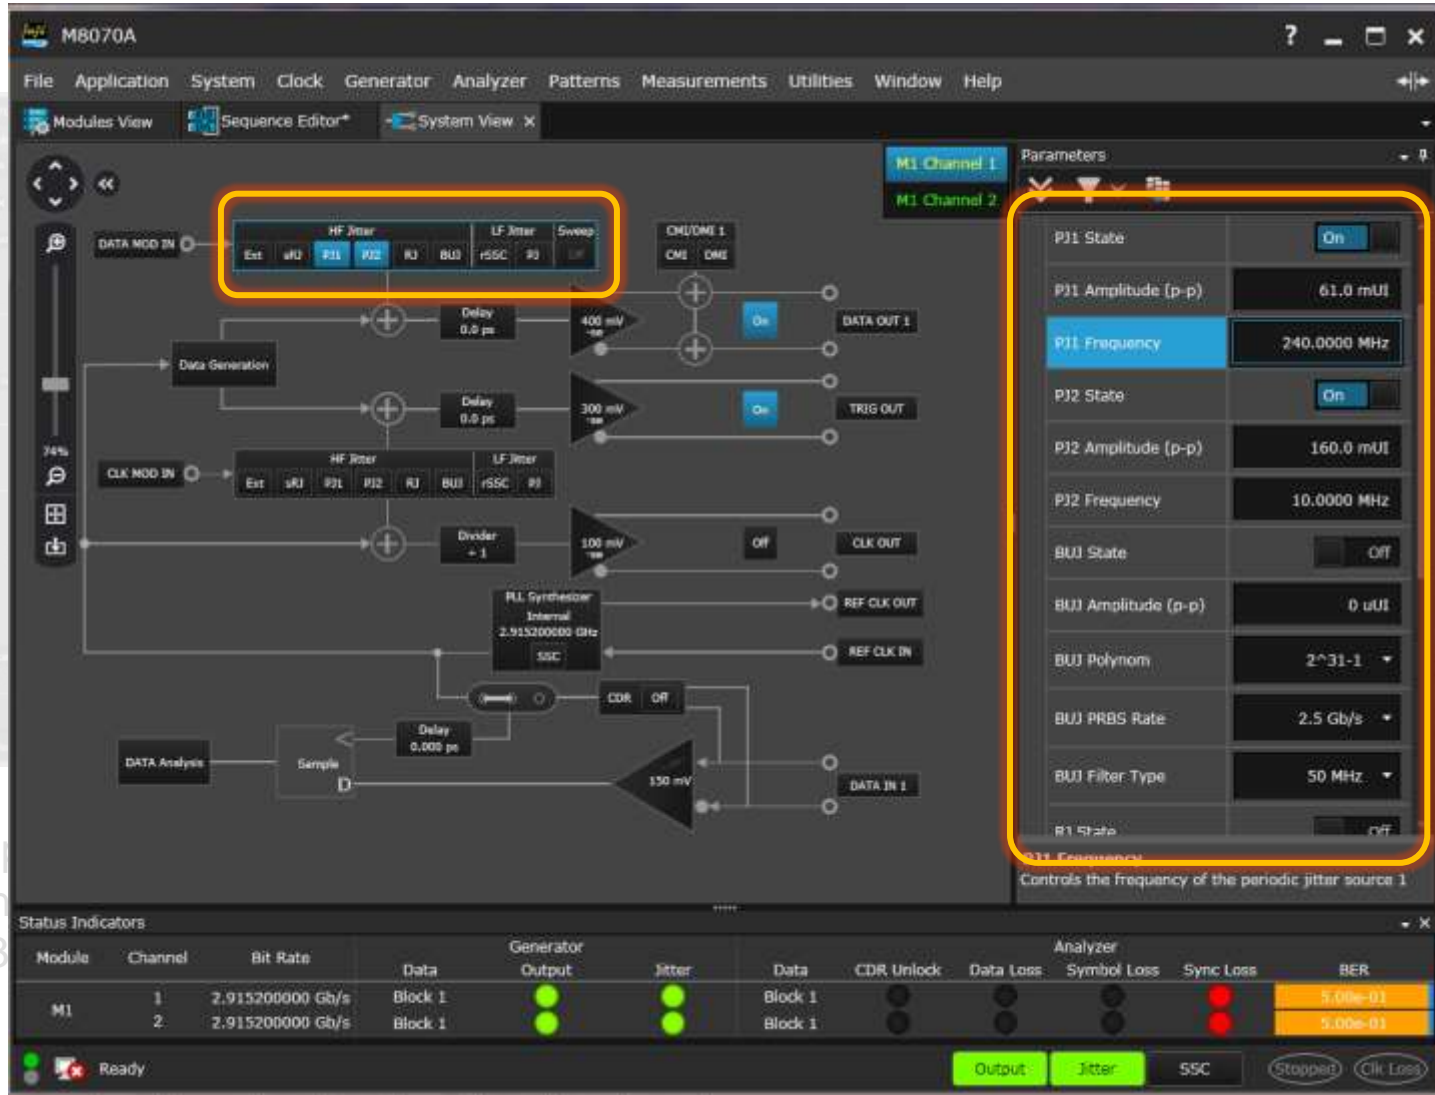 M8070A
?
File Application System Clock Generator Analyzer Patterns Measurements Utilities Window Help
Modules View Sequence Editor* System View ×
M1 Channel 1
M1 Channel 2
DATA MOD IN
HF Jitter LF Jitter Sweep
Ext sRJ PJ1 PJ2 RJ BUJ rSSC PJ Off
CMI/DMI 1
CMI DMI
Delay
0.0 ps
400 mV
On
DATA OUT 1
Data Generation
Delay
0.0 ps
300 mV
On
TRIG OUT
74%
CLK MOD IN
HF Jitter LF Jitter
Ext sRJ PJ1 PJ2 RJ BUJ rSSC PJ
Divider
÷ 1
100 mV
Off
CLK OUT
PLL Synthesizer
Internal
2.915200000 GHz
SSC
REF CLK OUT
REF CLK IN
CDR Off
Delay
0.000 ps
DATA Analysis
Sample
D
150 mV
DATA IN 1
Parameters
PJ1 State On
PJ1 Amplitude (p-p) 61.0 mUI
PJ1 Frequency 240.0000 MHz
PJ2 State On
PJ2 Amplitude (p-p) 160.0 mUI
PJ2 Frequency 10.0000 MHz
BUJ State Off
BUJ Amplitude (p-p) 0 uUI
BUJ Polynom 2^31-1
BUJ PRBS Rate 2.5 Gb/s
BUJ Filter Type 50 MHz
RJ State Off
PJ1 Frequency
Controls the frequency of the periodic jitter source 1
Status Indicators
Generator Analyzer
Module Channel Bit Rate Data Output Jitter Data CDR Unlock Data Loss Symbol Loss Sync Loss BER
M1
1 2.915200000 Gb/s Block 1 Block 1 5.00e-01
2 2.915200000 Gb/s Block 1 Block 1 5.00e-01
Ready
Output Jitter SSC Stopped Clk Loss